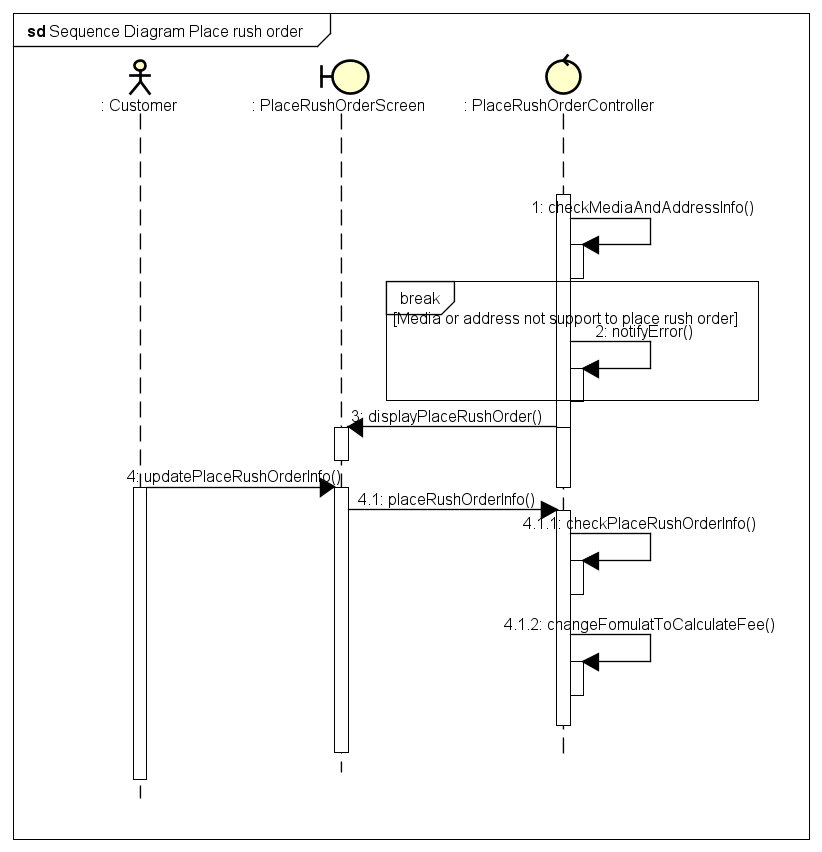 sd Sequence Diagram Place rush order
: Customer
: PlaceRushOrderScreen
: PlaceRushOrderController
1: checkMediaAndAddressInfo()
break
[Media or address not support to place rush order]
2: notifyError()
3: displayPlaceRushOrder()
4: updatePlaceRushOrderInfo()
4.1: placeRushOrderInfo()
4.1.1: checkPlaceRushOrderInfo()
4.1.2: changeFomulatToCalculateFee()